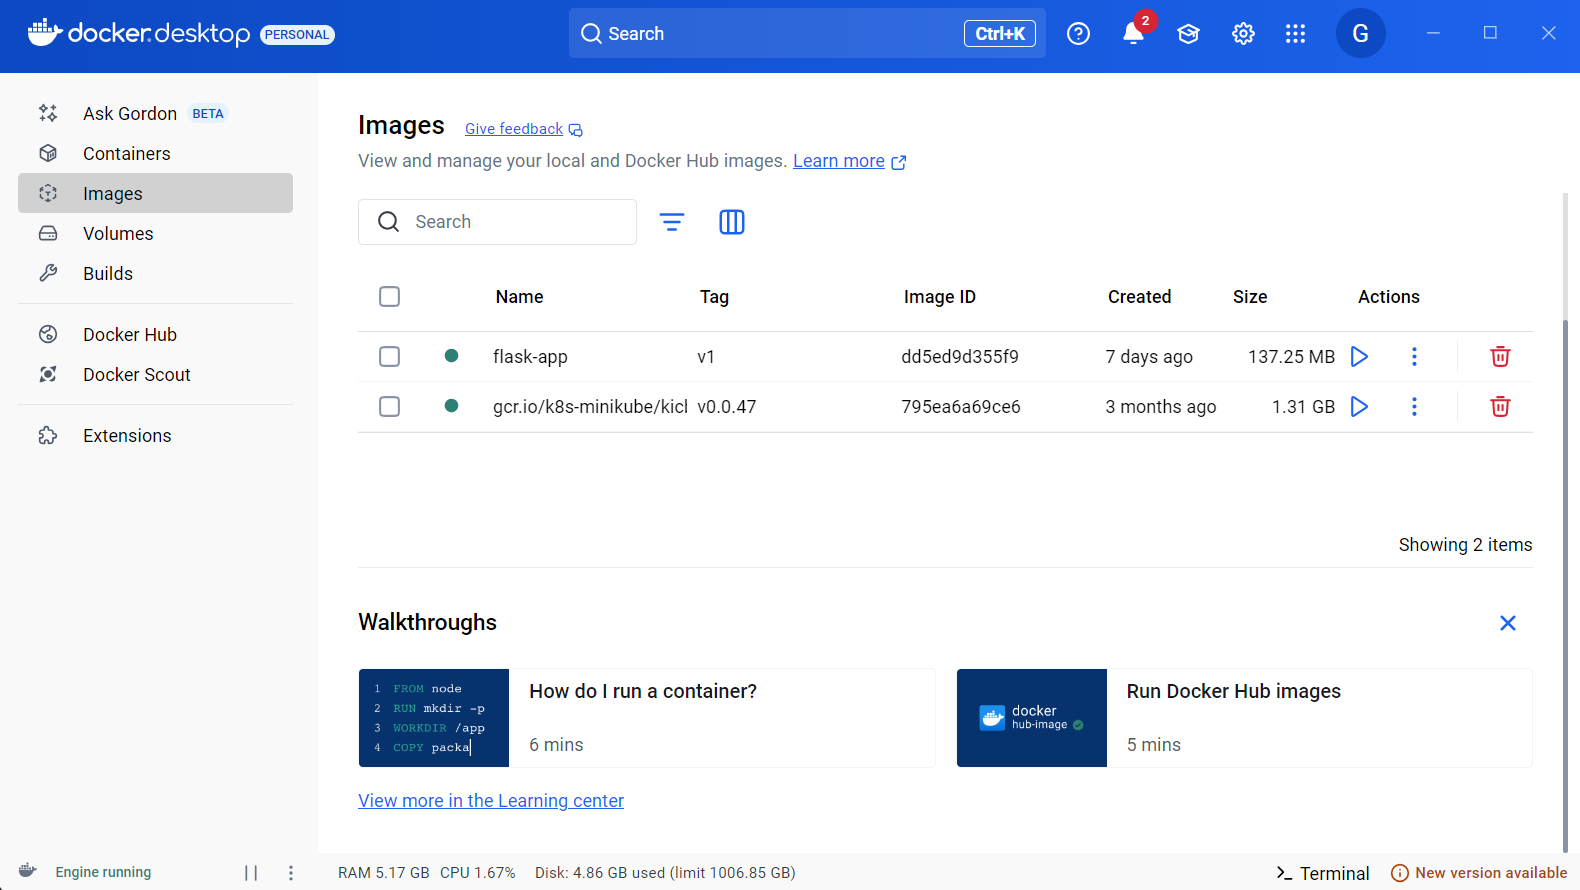 docker.desktop PERSONAL
Search Ctrl+K
2
G
Ask Gordon BETA
Containers
Images
Volumes
Builds
Docker Hub
Docker Scout
Extensions
Images Give feedback
View and manage your local and Docker Hub images. Learn more
Search
Name Tag Image ID Created Size Actions
flask-app v1 dd5ed9d355f9 7 days ago 137.25 MB
gcr.io/k8s-minikube/kicl v0.0.47 795ea6a69ce6 3 months ago 1.31 GB
Showing 2 items
Walkthroughs
1 FROM node
2 RUN mkdir -p
3 WORKDIR /app
4 COPY packa
How do I run a container?
6 mins
docker
hub-image
Run Docker Hub images
5 mins
View more in the Learning center
Engine running
RAM 5.17 GB CPU 1.67% Disk: 4.86 GB used (limit 1006.85 GB)
Terminal
New version available